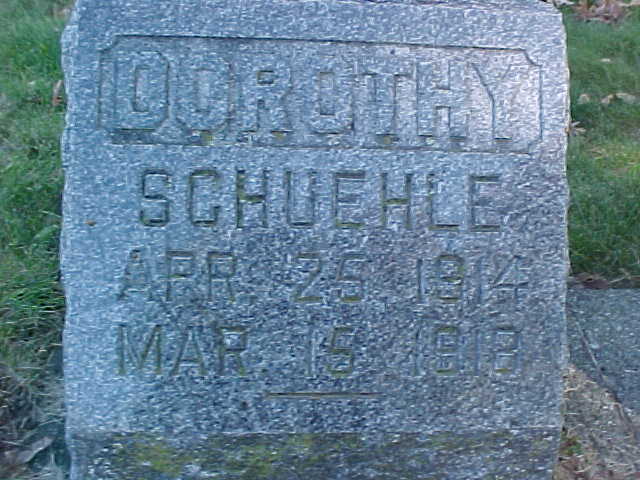 DOROTHY
SCHUEHLE
APR. 25, 1914
MAR. 15, 1918